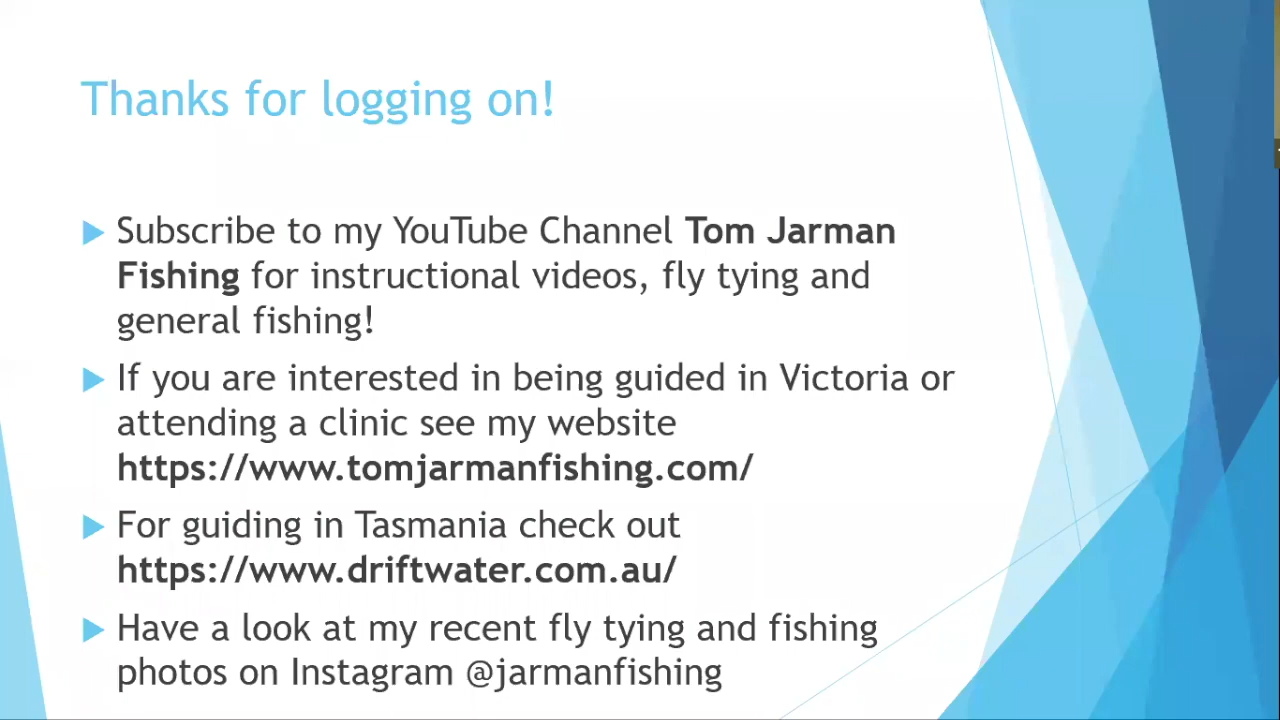 Thanks for logging on!
Subscribe to my YouTube Channel Tom Jarman
Fishing for instructional videos, fly tying and
general fishing!
If you are interested in being guided in Victoria or
attending a clinic see my website
https://www.tomjarmanfishing.com/
For guiding in Tasmania check out
https://www.driftwater.com.au/
Have a look at my recent fly tying and fishing
photos on Instagram @jarmanfishing